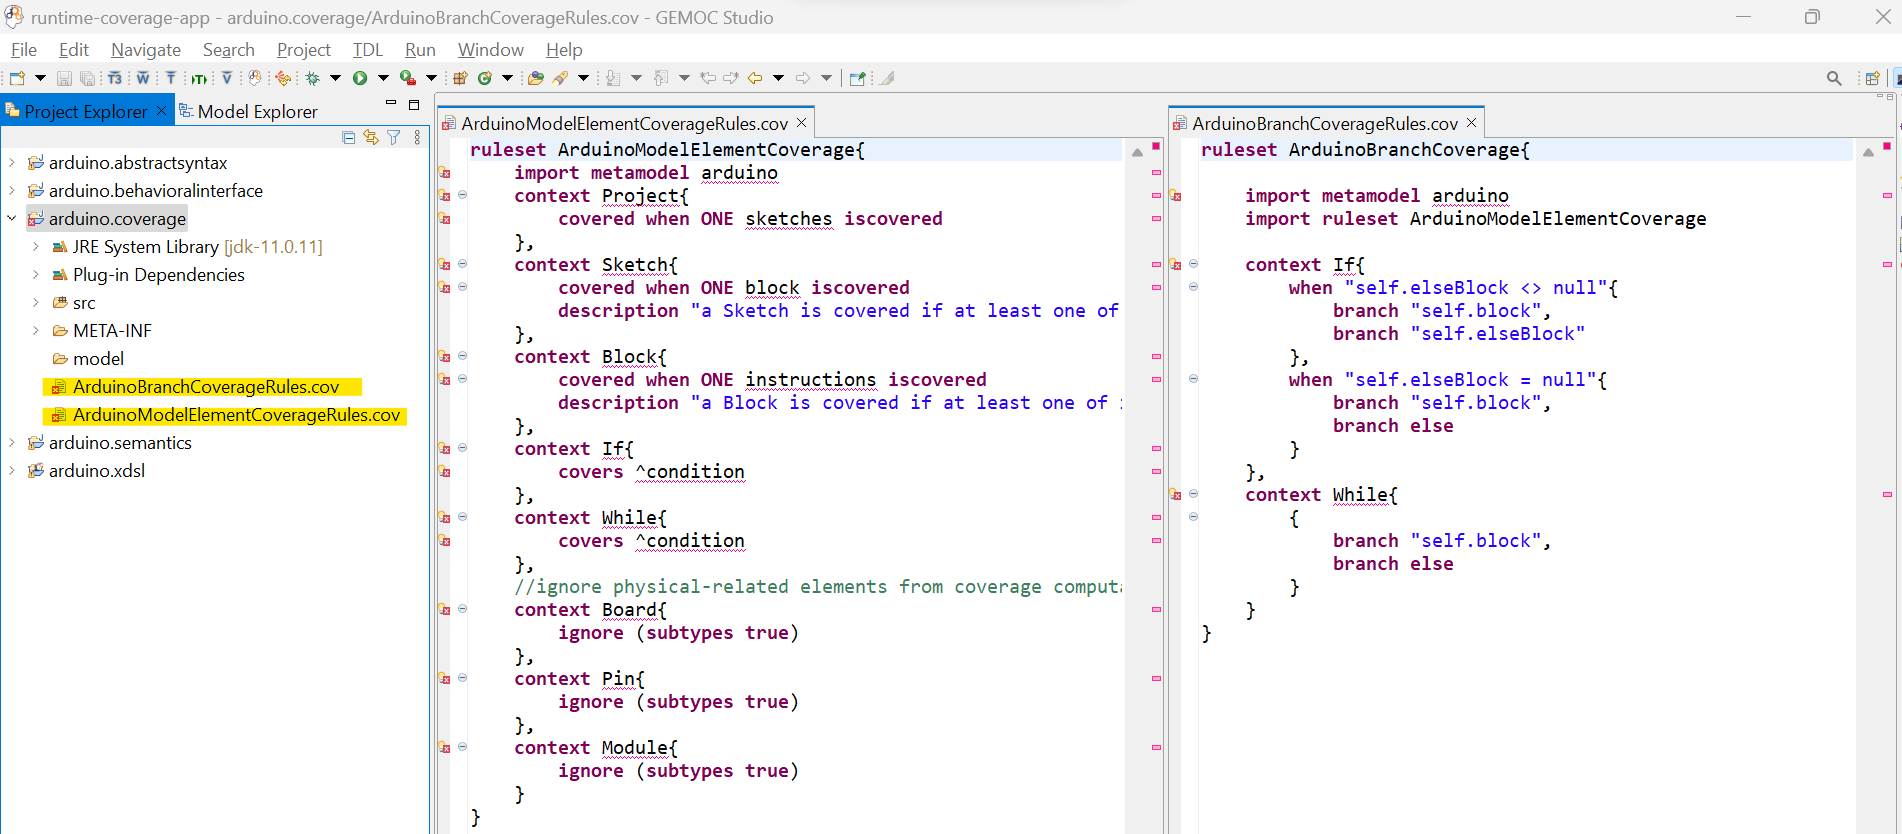 runtime-coverage-app - arduino.coverage/ArduinoBranchCoverageRules.cov - GEMOC Studio
File Edit Navigate Search Project TDL Run Window Help
Project Explorer
Model Explorer
arduino.abstractsyntax
arduino.behavioralinterface
arduino.coverage
JRE System Library [jdk-11.0.11]
Plug-in Dependencies
src
META-INF
model
ArduinoBranchCoverageRules.cov
ArduinoModelElementCoverageRules.cov
arduino.semantics
arduino.xdsl
ArduinoModelElementCoverageRules.cov
ruleset ArduinoModelElementCoverage{
import metamodel arduino
context Project{
covered when ONE sketches iscovered
},
context Sketch{
covered when ONE block iscovered
description "a Sketch is covered if at least one of
},
context Block{
covered when ONE instructions iscovered
description "a Block is covered if at least one of
},
context If{
covers ^condition
},
context While{
covers ^condition
},
//ignore physical-related elements from coverage computa
context Board{
ignore (subtypes true)
},
context Pin{
ignore (subtypes true)
},
context Module{
ignore (subtypes true)
}
}
ArduinoBranchCoverageRules.cov
ruleset ArduinoBranchCoverage{
import metamodel arduino
import ruleset ArduinoModelElementCoverage
context If{
when "self.elseBlock <> null"{
branch "self.block",
branch "self.elseBlock"
},
when "self.elseBlock = null"{
branch "self.block",
branch else
}
},
context While{
{
branch "self.block",
branch else
}
}
}